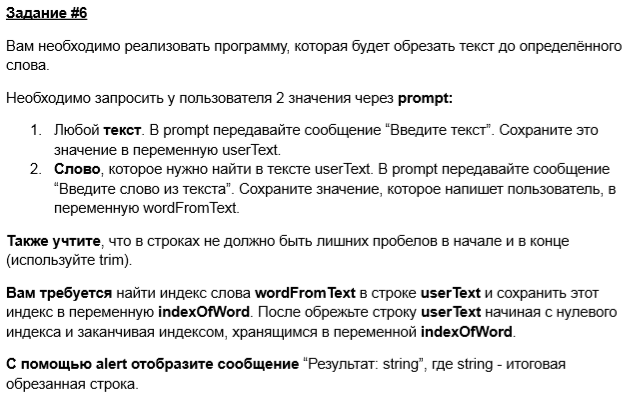 Задание #6
Вам необходимо реализовать программу, которая будет обрезать текст до определённого
слова.
Необходимо запросить у пользователя 2 значения через prompt:
1. Любой текст. В prompt передавайте сообщение “Введите текст”. Сохраните это
значение в переменную userText.
2. Слово, которое нужно найти в тексте userText. В prompt передавайте сообщение
“Введите слово из текста”. Сохраните значение, которое напишет пользователь, в
переменную wordFromText.
Также учтите, что в строках не должно быть лишних пробелов в начале и в конце
(используйте trim).
Вам требуется найти индекс слова wordFromText в строке userText и сохранить этот
индекс в переменную indexOfWord. После обрежьте строку userText начиная с нулевого
индекса и заканчивая индексом, хранящимся в переменной indexOfWord.
С помощью alert отобразите сообщение “Результат: string”, где string - итоговая
обрезанная строка.